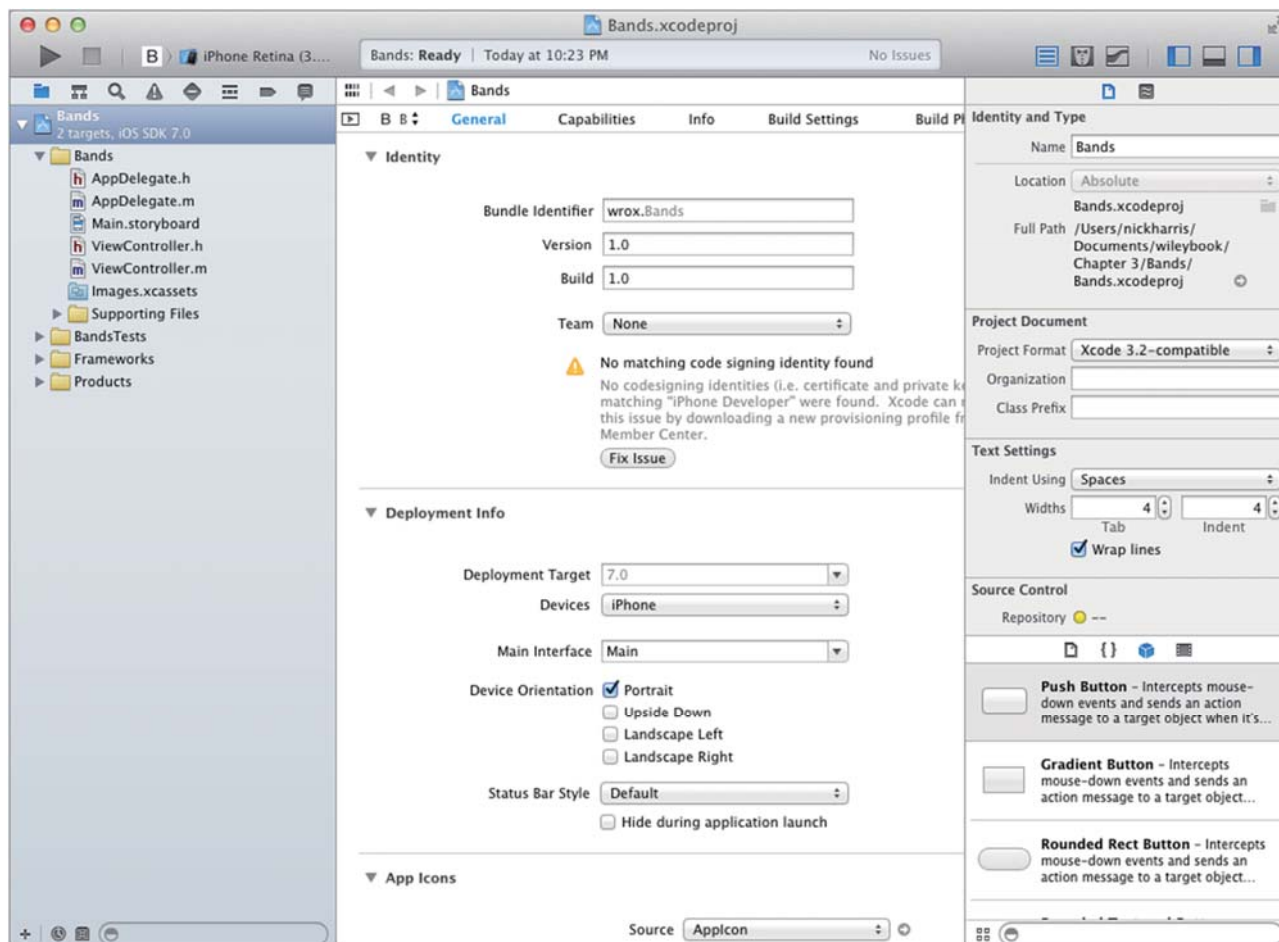 Bands.xcodeproj
B iPhone Retina (3....
Bands: Ready | Today at 10:23 PM No Issues
Bands
2 targets, iOS SDK 7.0
Bands
h AppDelegate.h
m AppDelegate.m
Main.storyboard
h ViewController.h
m ViewController.m
Images.xcassets
Supporting Files
BandsTests
Frameworks
Products
Bands
B B General Capabilities Info Build Settings Build P
Identity
Bundle Identifier wrox.Bands
Version 1.0
Build 1.0
Team None
No matching code signing identity found
No codesigning identities (i.e. certificate and private k
matching "iPhone Developer" were found. Xcode can
this issue by downloading a new provisioning profile f
Member Center.
Fix Issue
Deployment Info
Deployment Target 7.0
Devices iPhone
Main Interface Main
Device Orientation Portrait
Upside Down
Landscape Left
Landscape Right
Status Bar Style Default
Hide during application launch
App Icons
Source AppIcon
Identity and Type
Name Bands
Location Absolute
Bands.xcodeproj
Full Path /Users/nickharris/
Documents/wileybook/
Chapter 3/Bands/
Bands.xcodeproj
Project Document
Project Format Xcode 3.2-compatible
Organization
Class Prefix
Text Settings
Indent Using Spaces
Widths 4 4
Tab Indent
Wrap lines
Source Control
Repository --
{ }
Push Button - Intercepts mouse-
down events and sends an action
message to a target object when it's...
Gradient Button - Intercepts
mouse-down events and sends an
action message to a target object...
Rounded Rect Button - Intercepts
mouse-down events and sends an
action message to a target object...